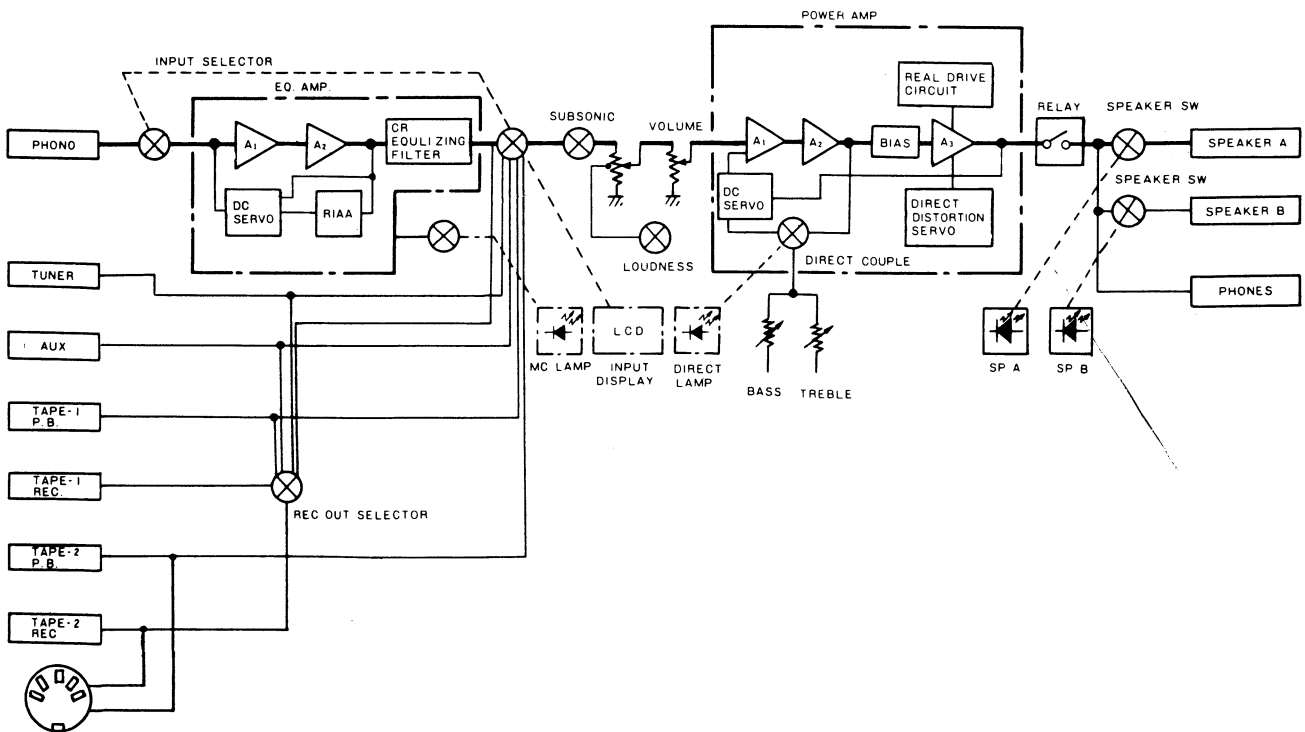 POWER AMP
INPUT SELECTOR
EQ. AMP.
REAL DRIVE
CIRCUIT
RELAY
SPEAKER SW
SUBSONIC
VOLUME
PHONO
A1
A2
CR
EQULIZING
FILTER
A1
A2
BIAS
A3
SPEAKER A
SPEAKER SW
DC
SERVO
RIAA
DC
SERVO
DIRECT
DISTORTION
SERVO
SPEAKER B
LOUDNESS
DIRECT COUPLE
TUNER
PHONES
LCD
AUX
MC LAMP
INPUT
DISPLAY
DIRECT
LAMP
SP A
SP B
BASS
TREBLE
TAPE-1
P.B.
TAPE-1
REC.
REC OUT SELECTOR
TAPE-2
P.B.
TAPE-2
REC